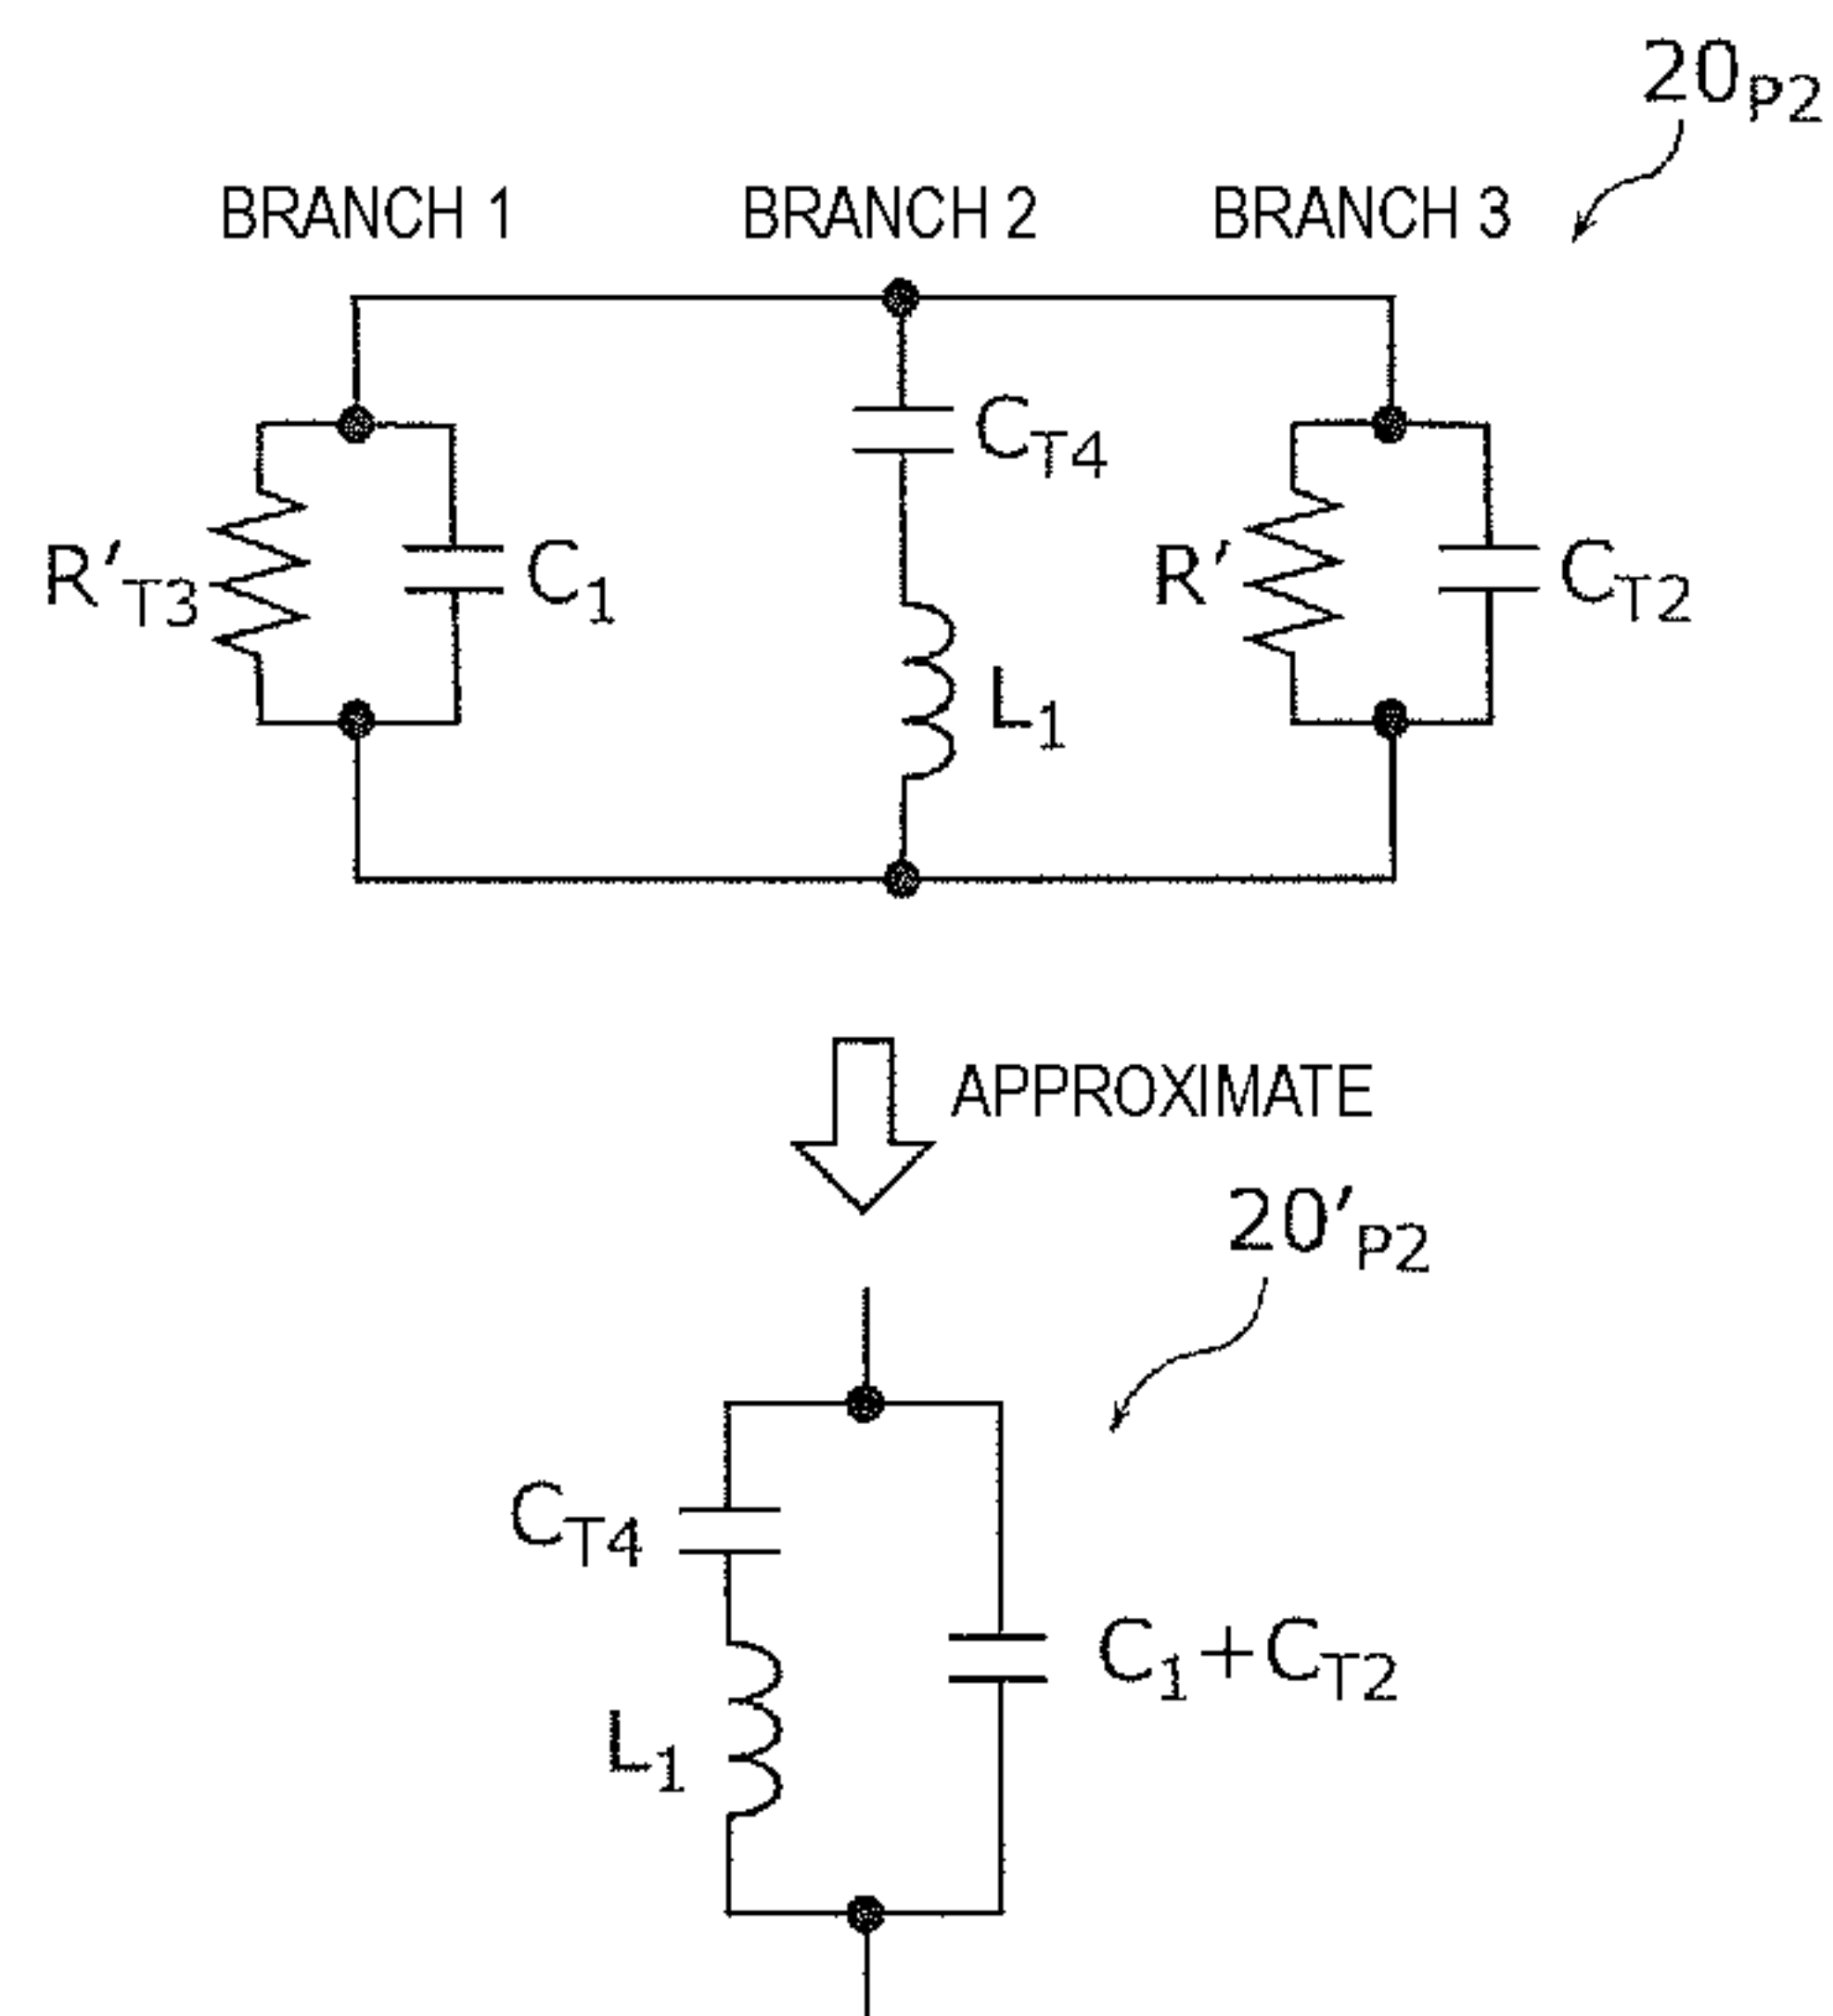 20P2
BRANCH 1 BRANCH 2 BRANCH 3
CT4
R'T3 C1 R' CT2
L1
APPROXIMATE
20'P2
CT4
C1+CT2
L1